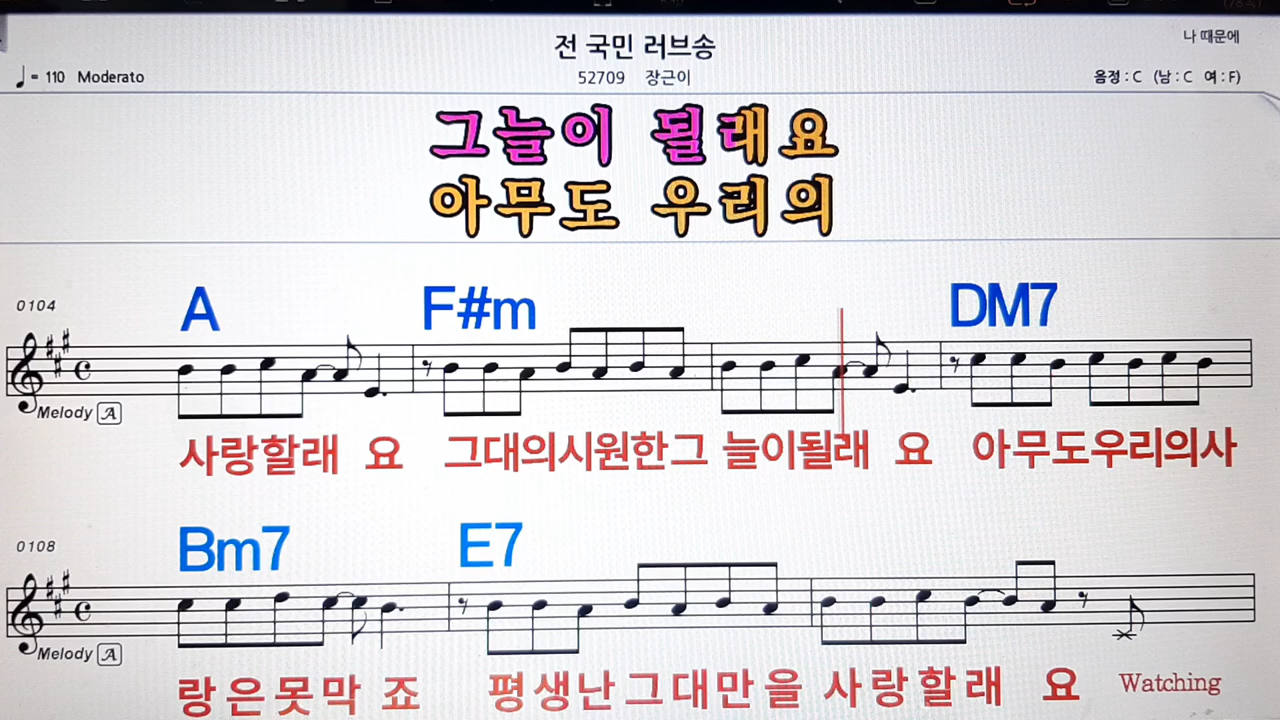 전 국민 러브송
나 때문에
♩= 110 Moderato
52709 장근이
음정 : C (남 : C 여 : F)
그늘이 될래요
아무도 우리의
0104
A F#m DM7
Melody A
사랑할래 요 그대의시원한그 늘이될래 요 아무도우리의사
0108
Bm7 E7
Melody A
랑은못막 죠 평생난그대만을 사랑할래 요 Watching